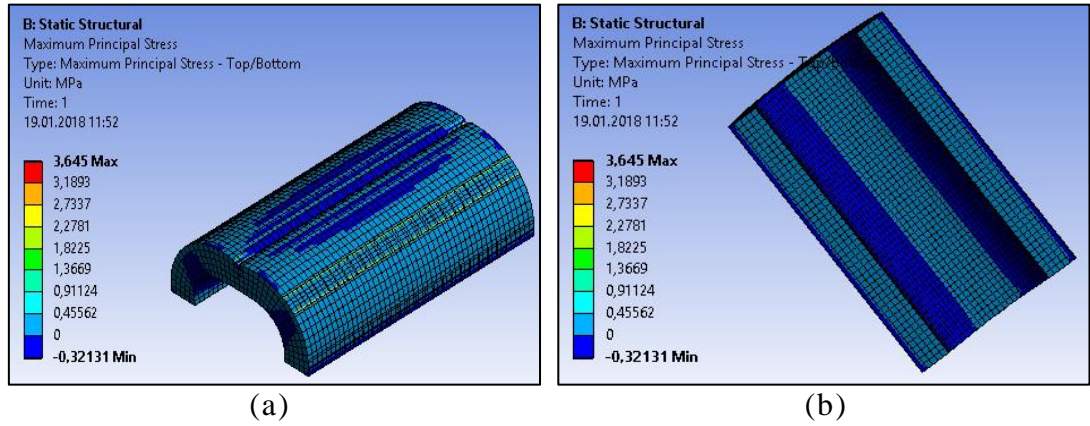 B: Static Structural
Maximum Principal Stress
Type: Maximum Principal Stress - Top/Bottom
Unit: MPa
Time: 1
19.01.2018 11:52
3,645 Max
3,1893
2,7337
2,2781
1,8225
1,3669
0,91124
0,45562
0
-0,32131 Min
(a)
B: Static Structural
Maximum Principal Stress
Type: Maximum Principal Stress -
Unit: MPa
Time: 1
19.01.2018 11:52
3,645 Max
3,1893
2,7337
2,2781
1,8225
1,3669
0,91124
0,45562
0
-0,32131 Min
(b)